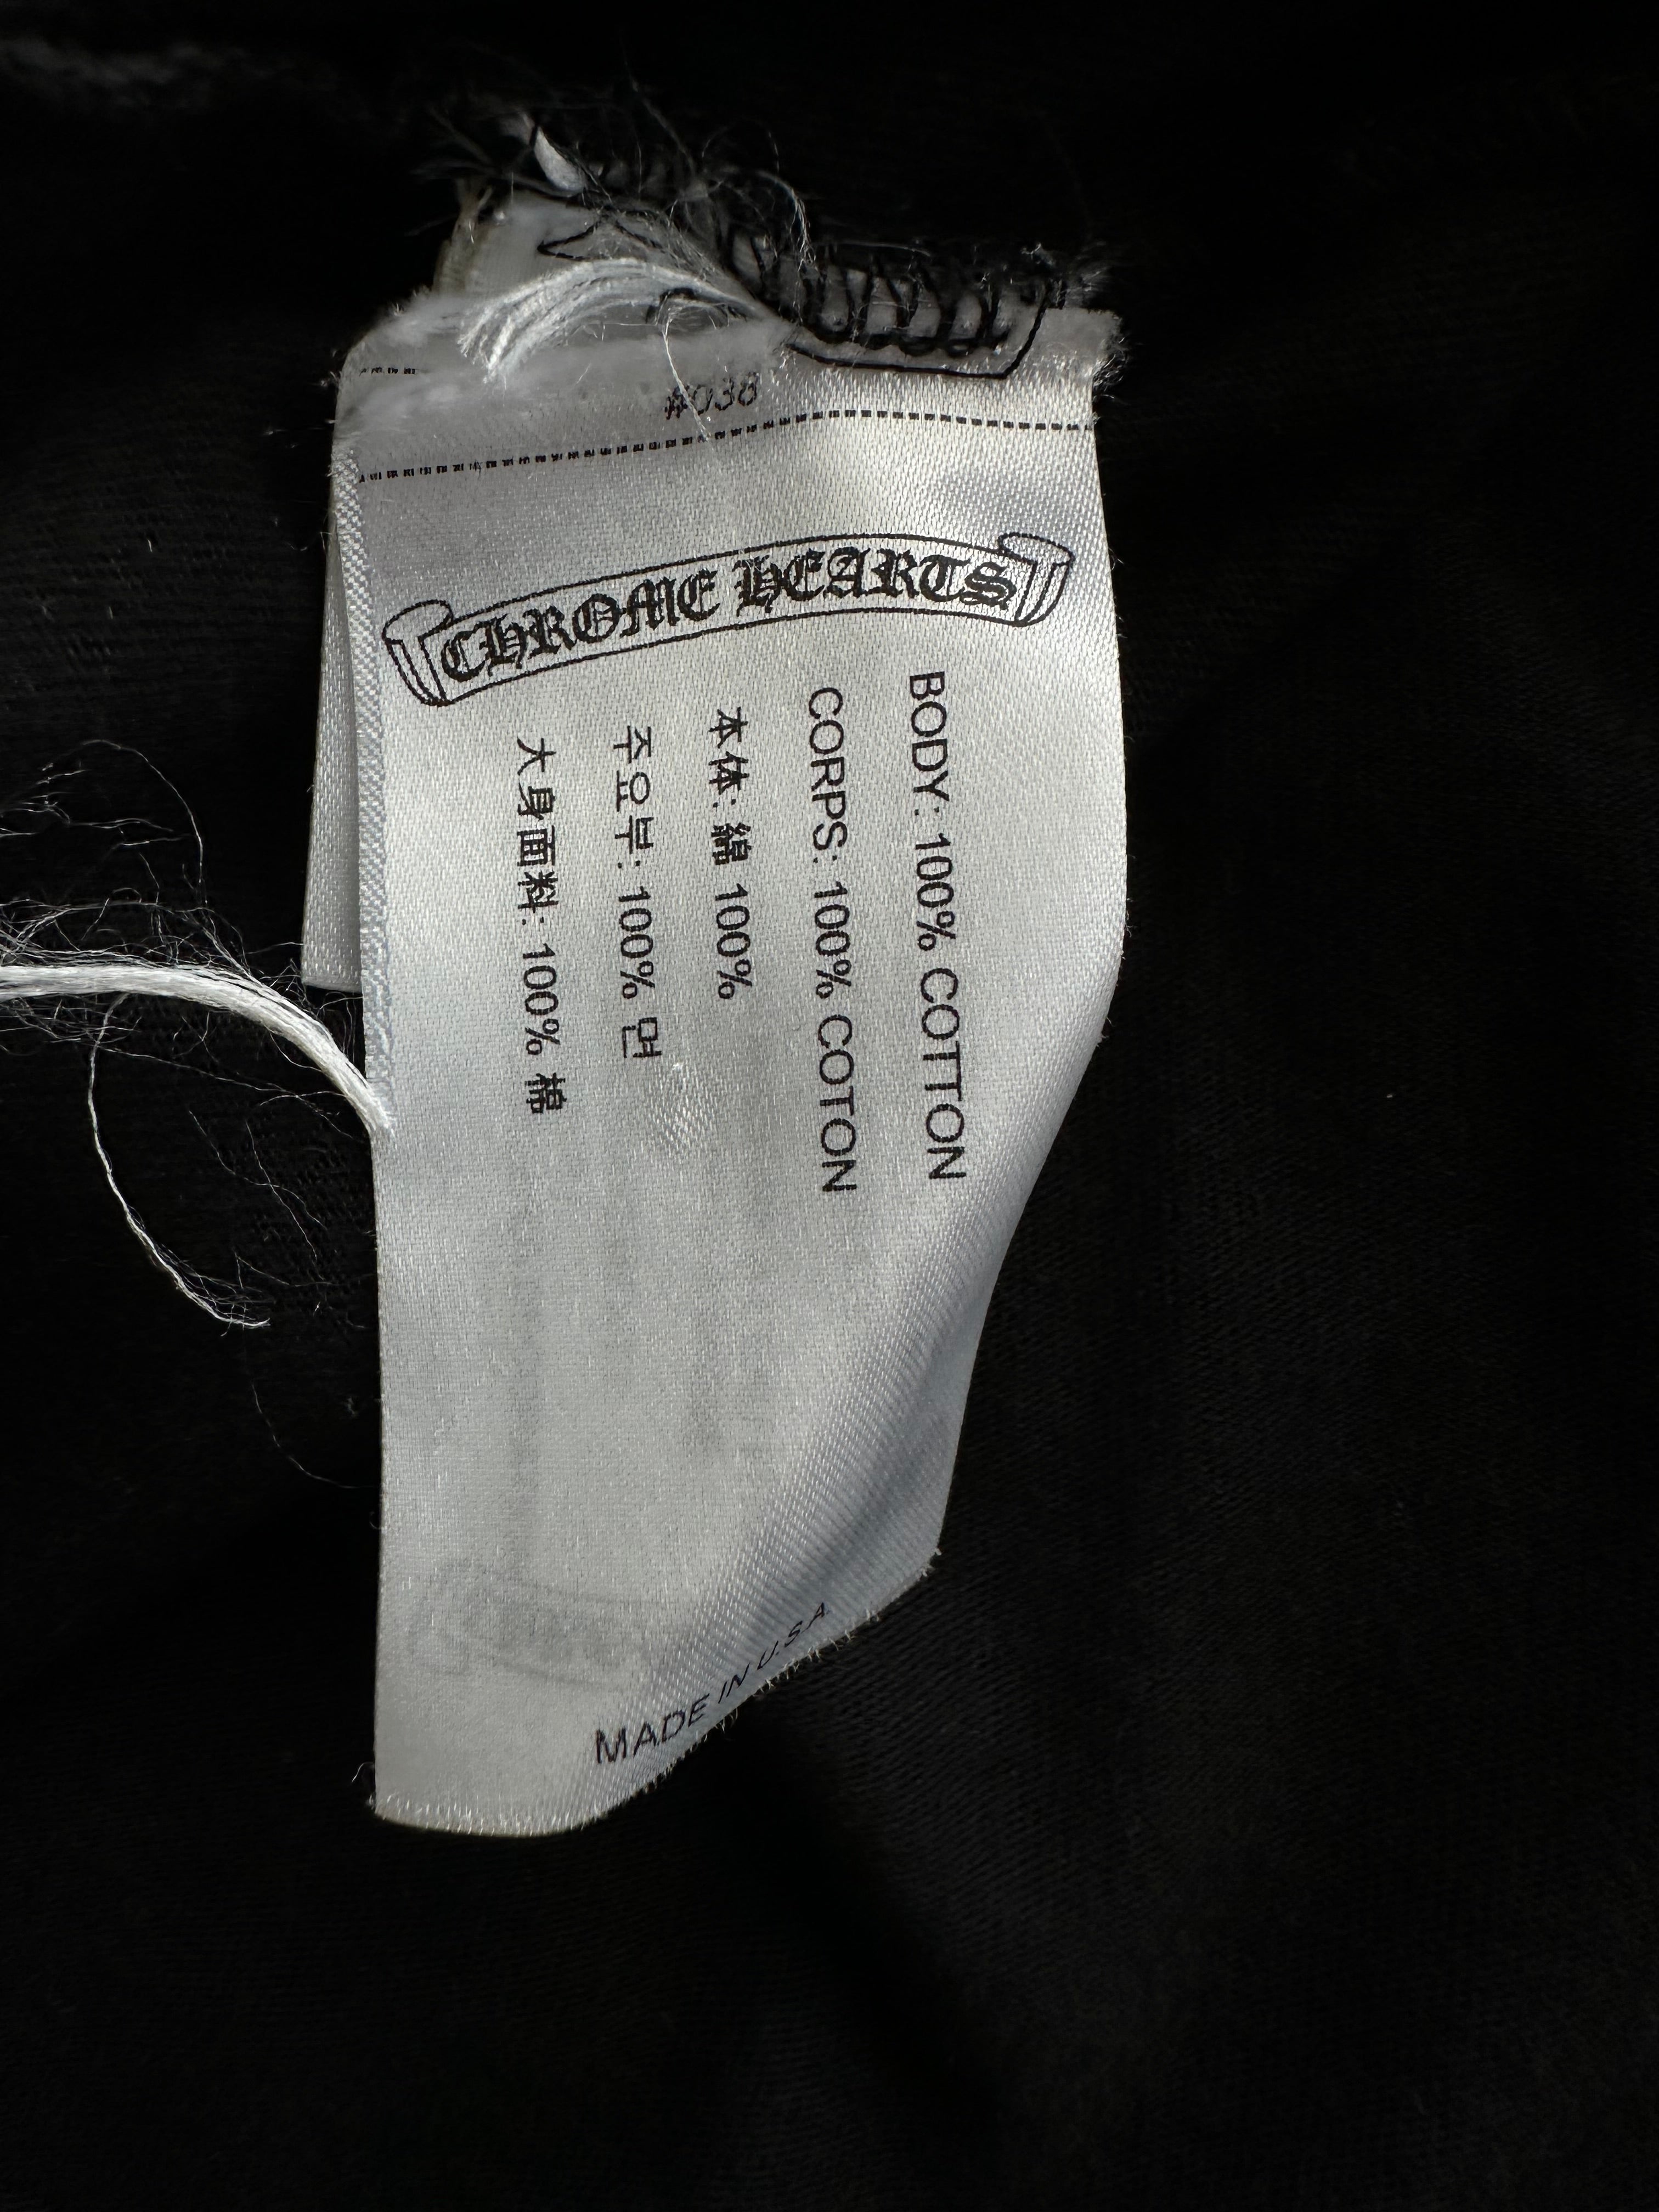 #038
CHROME HEARTS
BODY: 100% COTTON
CORPS: 100% COTON
本体: 綿 100%
주요부: 100% 면
大身面料: 100% 棉
MADE IN U.S.A